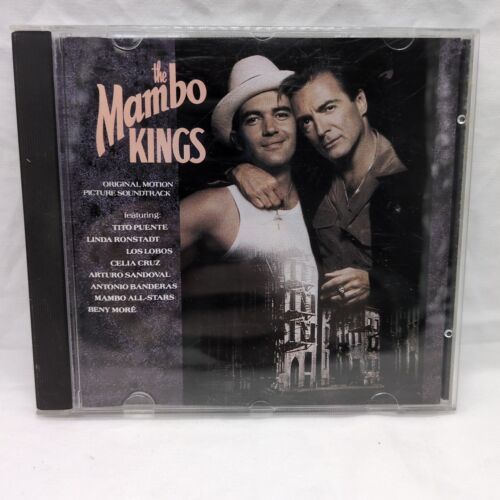 the
Mambo
KINGS
ORIGINAL MOTION
PICTURE SOUNDTRACK
featuring:
TITO PUENTE
LINDA RONSTADT
LOS LOBOS
CELIA CRUZ
ARTURO SANDOVAL
ANTONIO BANDERAS
MAMBO ALL-STARS
BENY MORÉ